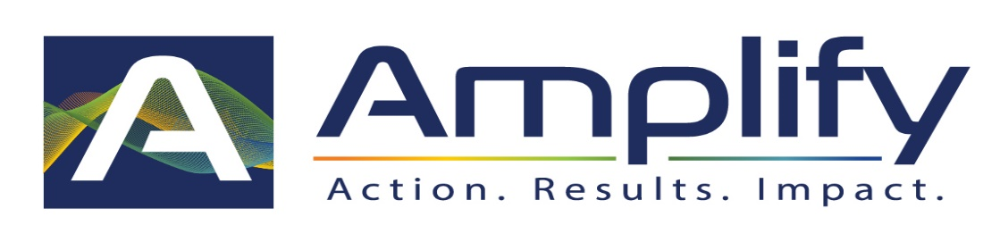 A
Amplify
Action. Results. Impact.